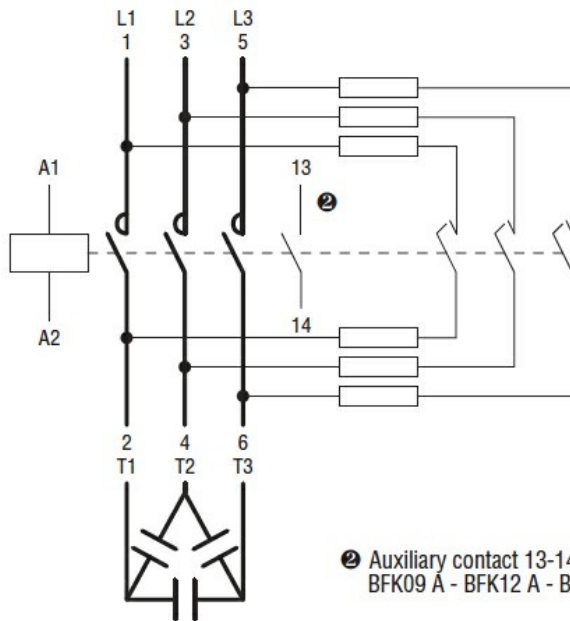 L1 L2 L3
1 3 5
A1
13
❷
A2
14
2 4 6
T1 T2 T3
❷ Auxiliary contact 13-14
BFK09 A - BFK12 A - B